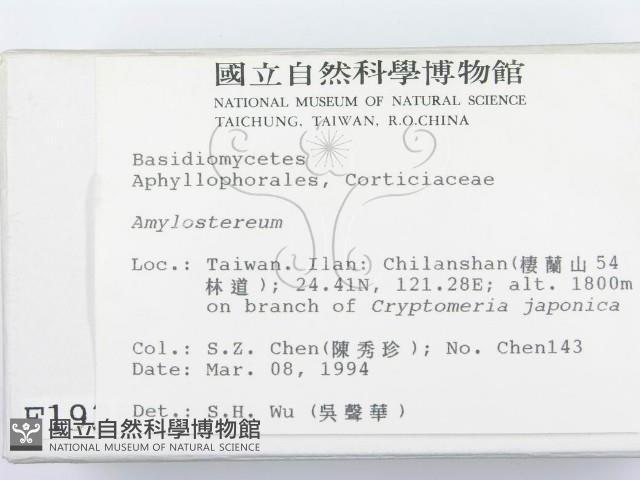 國立自然科學博物館
NATIONAL MUSEUM OF NATURAL SCIENCE
TAICHUNG, TAIWAN, R.O.CHINA
Basidiomycetes
Aphyllophorales, Corticiaceae
Amylostereum
Loc.: Taiwan. Ilan: Chilanshan(棲蘭山54
林道); 24.41N, 121.28E; alt. 1800m
on branch of Cryptomeria japonica
Col.: S.Z. Chen(陳秀珍); No. Chen143
Date: Mar. 08, 1994
Det.: S.H. Wu (吳聲華)
國立自然科學博物館
NATIONAL MUSEUM OF NATURAL SCIENCE